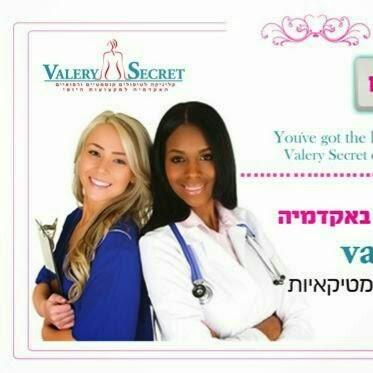 VALERY SECRET
קליניקה לטיפולים קוסמטיים ורפואיים
האקדמיה למקצועות היופי
You've got the
Valery Secret
באקדמיה
va
מטיקאיות